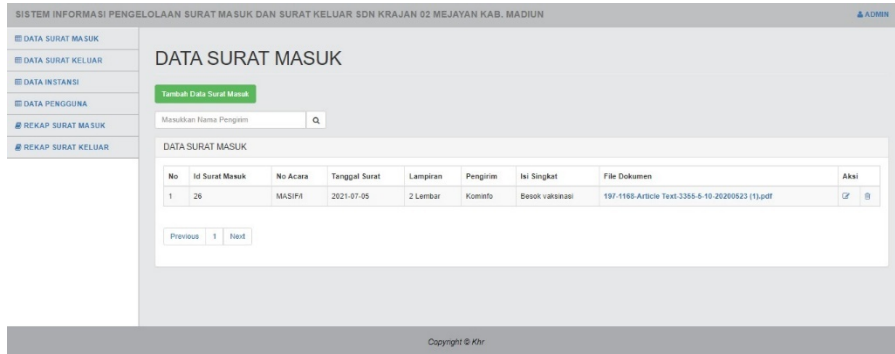 SISTEM INFORMASI PENGELOLAAN SURAT MASUK DAN SURAT KELUAR SDN KRAJAN 02 MEJAYAN KAB. MADIUN ADMIN
DATA SURAT MASUK
DATA SURAT KELUAR
DATA INSTANSI
DATA PENGGUNA
REKAP SURAT MASUK
REKAP SURAT KELUAR
DATA SURAT MASUK
Tambah Data Surat Masuk
Masukkan Nama Pengirim
DATA SURAT MASUK
No Id Surat Masuk No Acara Tanggal Surat Lampiran Pengirim Isi Singkat File Dokumen Aksi
1 26 2021-07-05 2 Lembar Kominfo Besok vaksinasi 197-1168-Article Text-3365-5-10-20200523 (1).pdf
Previous 1 Next
Copyright © Khr